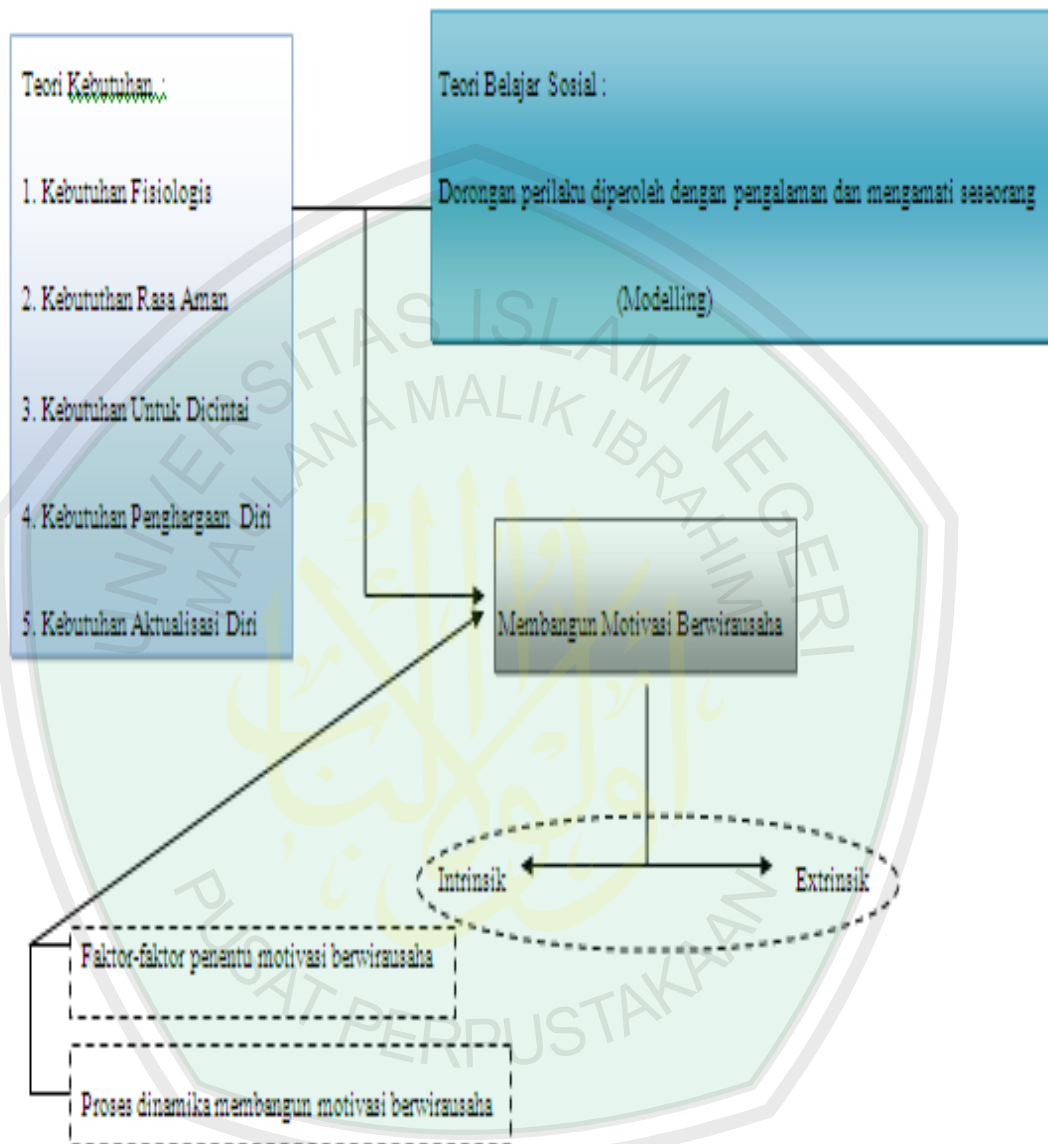 Teori Kebutuhan :
1. Kebutuhan Fisiologis
2. Kebututhan Rasa Aman
3. Kebutuhan Untuk Dicintai
4. Kebutuhan Penghargaan Diri
5. Kebutuhan Aktualisasi Diri
Teori Belajar Sosial :
Dorongan perilaku diperoleh dengan pengalaman dan mengamati seseorang
(Modelling)
Membangun Motivasi Berwirausaha
Intrinsik
Extrinsik
Faktor-faktor penentu motivasi berwirausaha
Proses dinamika membangun motivasi berwirausaha
UNIVERSITAS ISLAM NEGERI
MAULANA MALIK IBRAHIM
PUSAT PERPUSTAKAAN